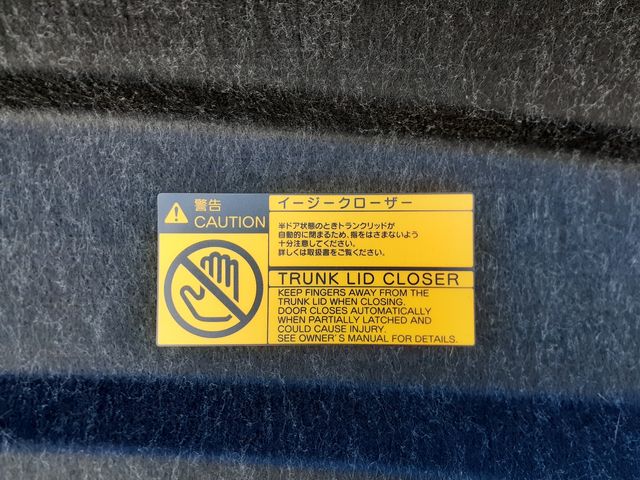 警告
CAUTION
イージークローザー
半ドア状態のときトランクリッドが
自動的に閉まるため、指をはさまないよう
十分注意してください。
詳しくは取扱書をご覧ください。
TRUNK LID CLOSER
KEEP FINGERS AWAY FROM THE
TRUNK LID WHEN CLOSING.
DOOR CLOSES AUTOMATICALLY
WHEN PARTIALLY LATCHED AND
COULD CAUSE INJURY.
SEE OWNER'S MANUAL FOR DETAILS.